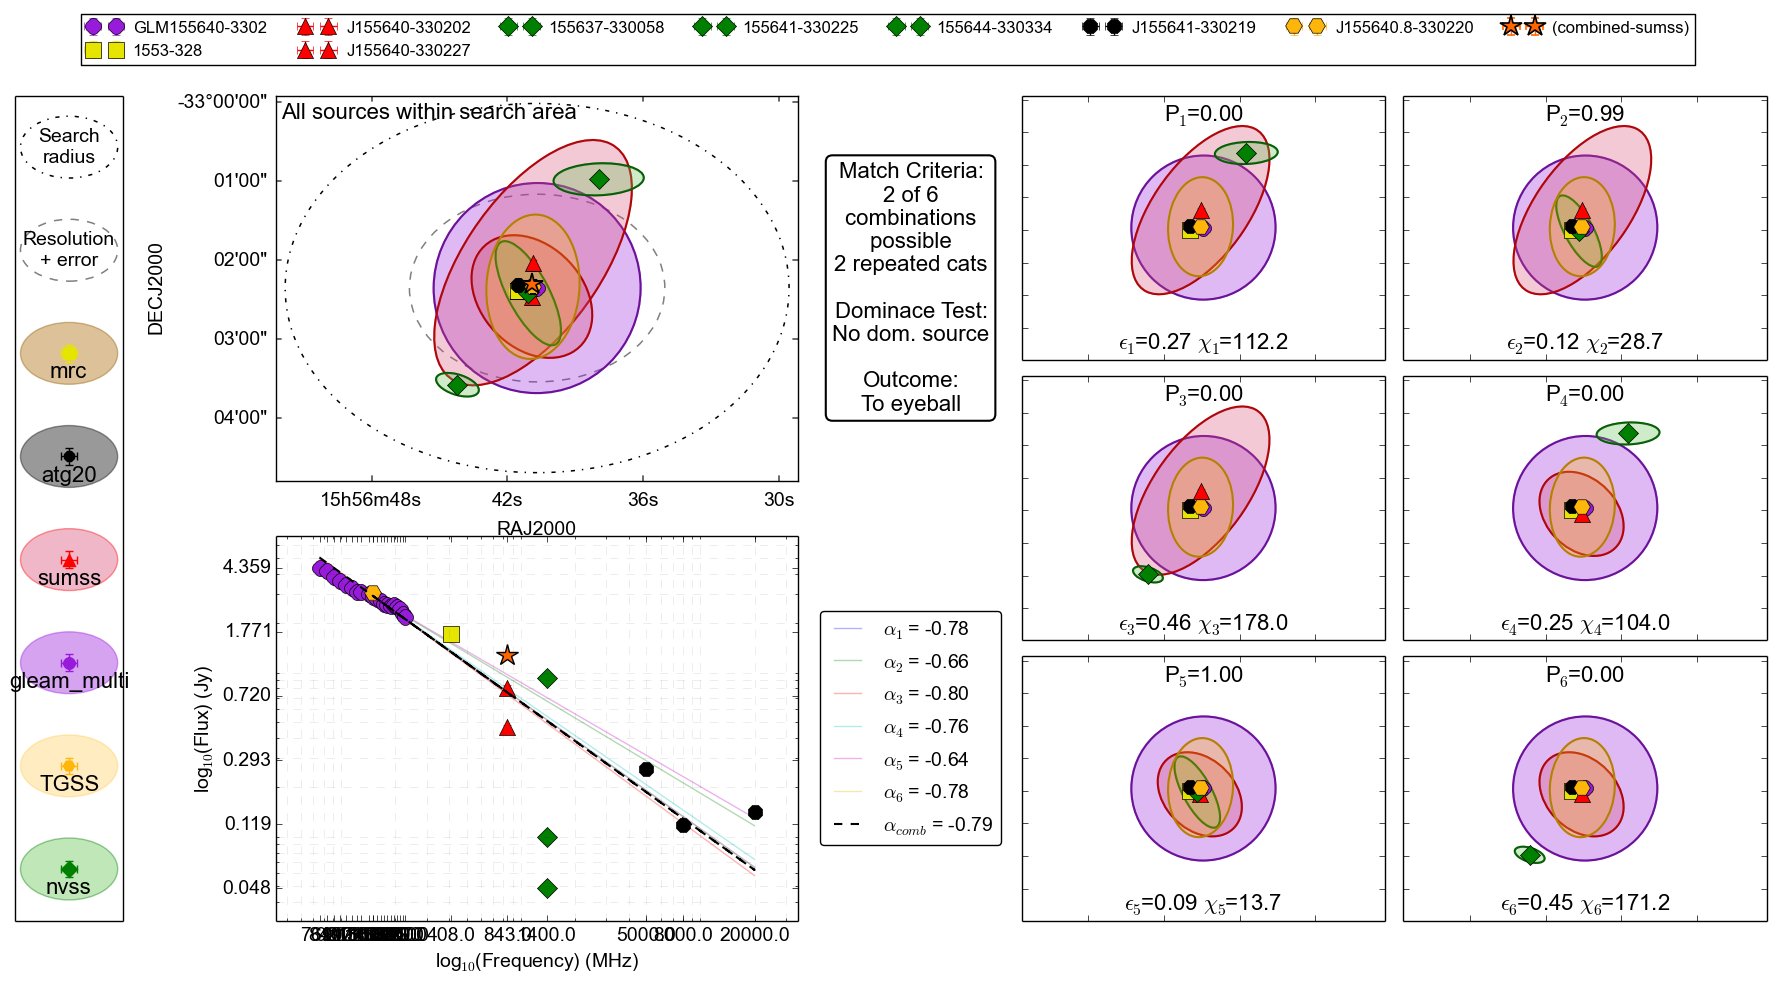 GLM155640-3302
J155640-330202
155637-330058
155641-330225
155644-330334
J155641-330219
J155640.8-330220
(combined-sumss)
1553-328
J155640-330227
Search
radius
Resolution
+ error
mrc
atg20
sumss
gleam_multi
TGSS
nvss
All sources within search area
-33°00'00"
01'00"
02'00"
03'00"
04'00"
DECJ2000
15h56m48s
42s
36s
30s
RAJ2000
Match Criteria:
2 of 6
combinations
possible
2 repeated cats
Dominace Test:
No dom. source
Outcome:
To eyeball
4.359
1.771
0.720
0.293
0.119
0.048
log10(Flux) (Jy)
408.0
843.0
1400.0
5000.0
8000.0
20000.0
log10(Frequency) (MHz)
α1 = -0.78
α2 = -0.66
α3 = -0.80
α4 = -0.76
α5 = -0.64
α6 = -0.78
αcomb = -0.79
P1=0.00
ϵ1=0.27 χ1=112.2
P2=0.99
ϵ2=0.12 χ2=28.7
P3=0.00
ϵ3=0.46 χ3=178.0
P4=0.00
ϵ4=0.25 χ4=104.0
P5=1.00
ϵ5=0.09 χ5=13.7
P6=0.00
ϵ6=0.45 χ6=171.2